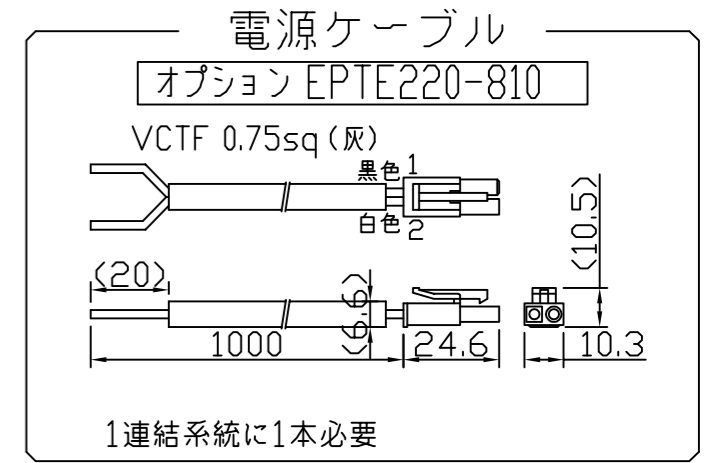 電源ケーブル
オプション EPTE220-810
VCTF 0.75sq (灰)
黒色 1
白色 2
(20)
(6.6)
(10.5)
1000
24.6
10.3
1連結系統に1本必要